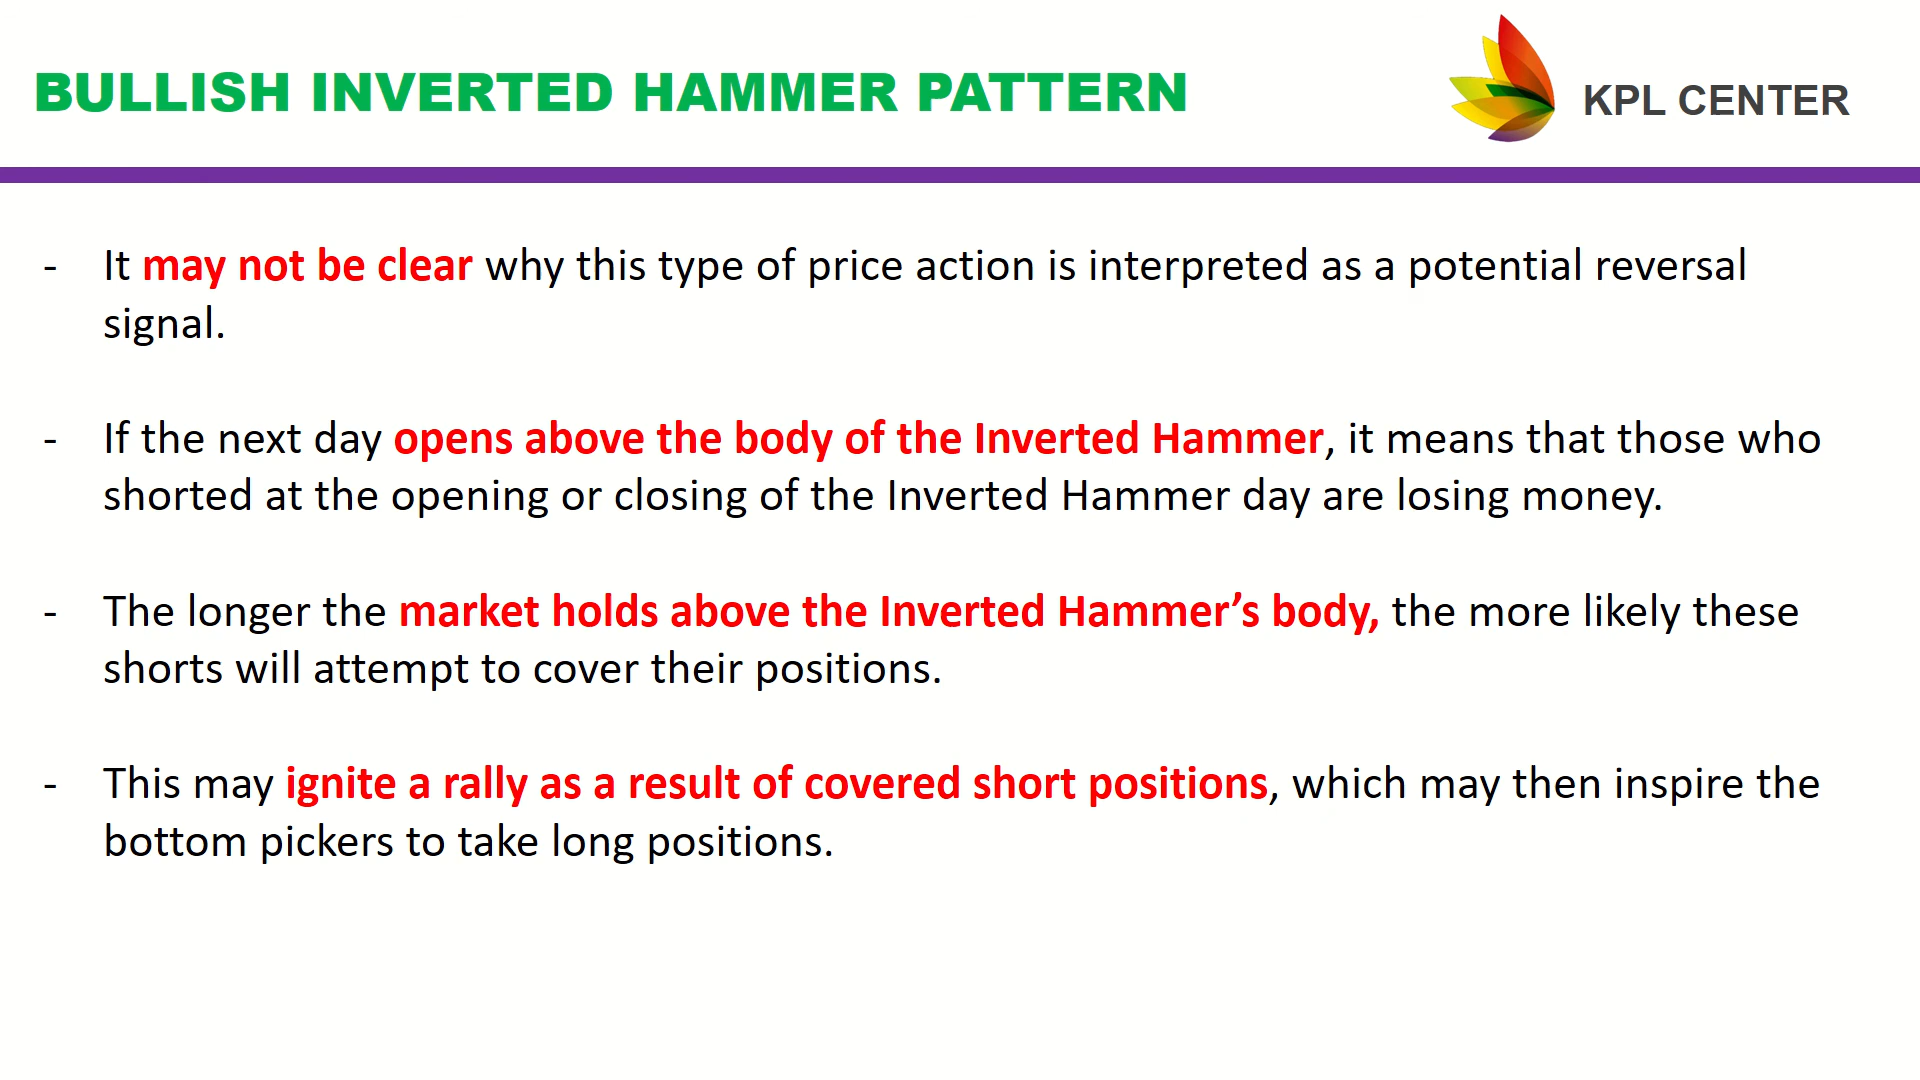 BULLISH INVERTED HAMMER PATTERN
KPL CENTER
- It may not be clear why this type of price action is interpreted as a potential reversal
signal.
- If the next day opens above the body of the Inverted Hammer, it means that those who
shorted at the opening or closing of the Inverted Hammer day are losing money.
- The longer the market holds above the Inverted Hammer’s body, the more likely these
shorts will attempt to cover their positions.
- This may ignite a rally as a result of covered short positions, which may then inspire the
bottom pickers to take long positions.